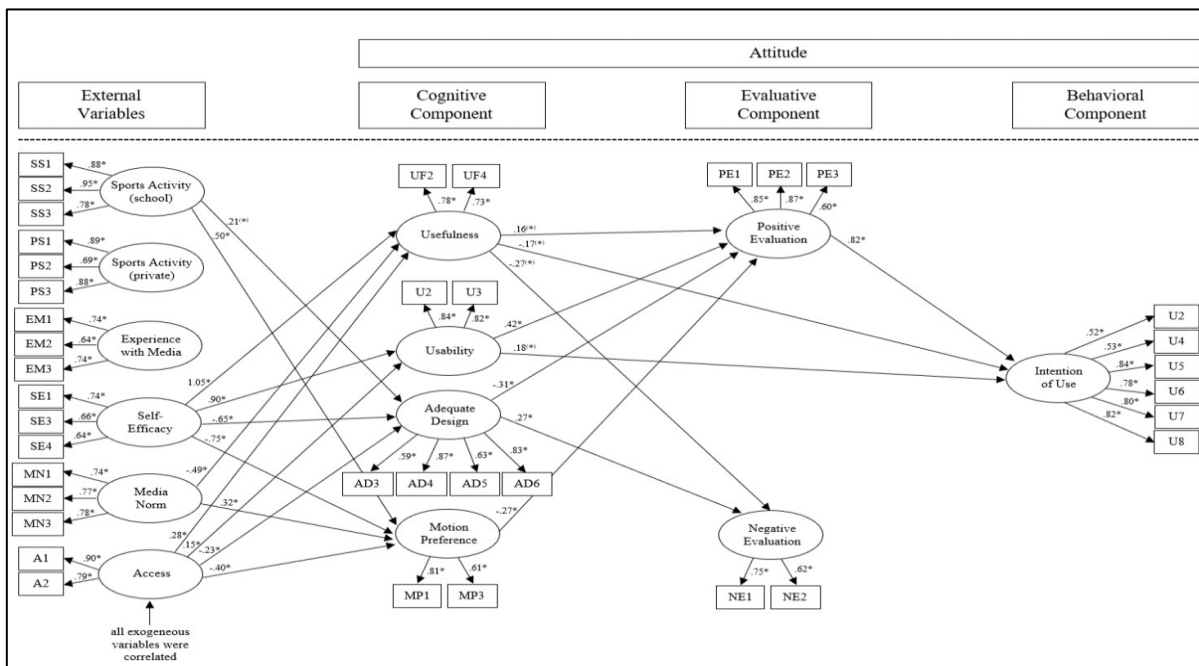 Attitude
External
Variables
Cognitive
Component
Evaluative
Component
Behavioral
Component
SS1
SS2
SS3
.88*
.95*
.78*
Sports Activity
(school)
.21(*)
.50*
PS1
PS2
PS3
.89*
.69*
.88*
Sports Activity
(private)
EM1
EM2
EM3
.74*
.64*
.74*
Experience
with Media
SE1
SE3
SE4
.74*
.66*
.64*
Self-
Efficacy
1.05*
.90*
-.65*
-.75*
MN1
MN2
MN3
.74*
.77*
.78*
Media
Norm
-.49*
.32*
A1
A2
.90*
.79*
Access
.28*
.15*
-.23*
-.40*
all exogeneous
variables were
correlated
UF2
UF4
.78*
.73*
Usefulness
.16(*)
-.17(*)
-.27(*)
U2
U3
.84*
.82*
Usability
.42*
.18(*)
Adequate
Design
-.31*
.27*
.59*
.87*
.63*
.83*
AD3
AD4
AD5
AD6
Motion
Preference
-.27*
.81*
.61*
MP1
MP3
PE1
PE2
PE3
.85*
.87*
.60*
Positive
Evaluation
.82*
Negative
Evaluation
.75*
.62*
NE1
NE2
Intention
of Use
.52*
.53*
.84*
.78*
.80*
.82*
U2
U4
U5
U6
U7
U8